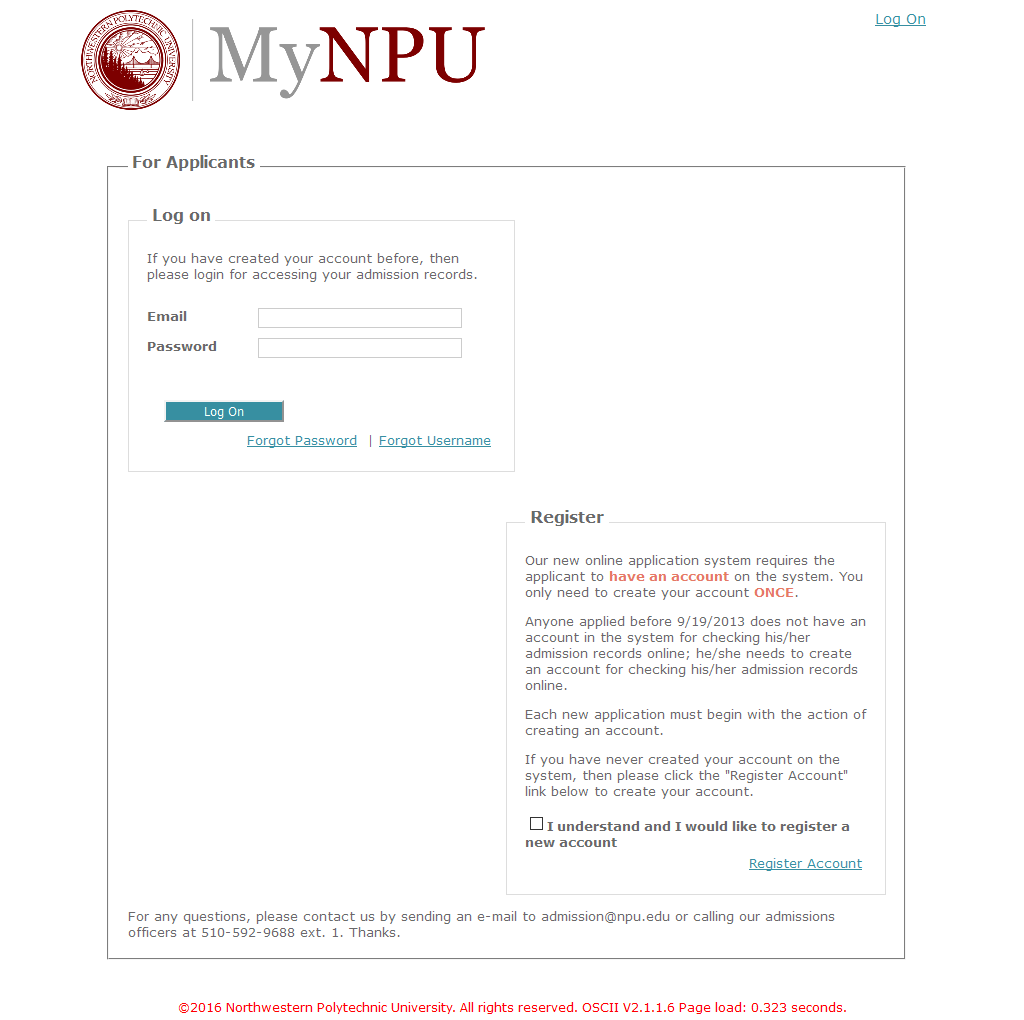 NORTHWESTERN POLYTECHNIC UNIVERSITY
MyNPU
Log On
For Applicants
Log on
If you have created your account before, then
please login for accessing your admission records.
Email
Password
Log On
Forgot Password | Forgot Username
Register
Our new online application system requires the
applicant to have an account on the system. You
only need to create your account ONCE.
Anyone applied before 9/19/2013 does not have an
account in the system for checking his/her
admission records online; he/she needs to create
an account for checking his/her admission records
online.
Each new application must begin with the action of
creating an account.
If you have never created your account on the
system, then please click the "Register Account"
link below to create your account.
I understand and I would like to register a
new account
Register Account
For any questions, please contact us by sending an e-mail to admission@npu.edu or calling our admissions
officers at 510-592-9688 ext. 1. Thanks.
©2016 Northwestern Polytechnic University. All rights reserved. OSCII V2.1.1.6 Page load: 0.323 seconds.